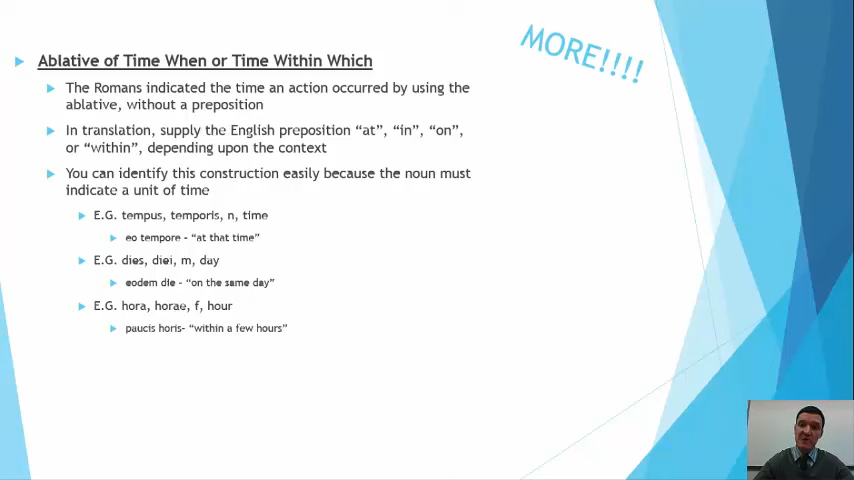 MORE!!!!
Ablative of Time When or Time Within Which
The Romans indicated the time an action occurred by using the
ablative, without a preposition
In translation, supply the English preposition “at”, “in”, “on”,
or “within”, depending upon the context
You can identify this construction easily because the noun must
indicate a unit of time
E.G. tempus, temporis, n, time
eo tempore – “at that time”
E.G. dies, diei, m, day
eodem die – “on the same day”
E.G. hora, horae, f, hour
paucis horis– “within a few hours”